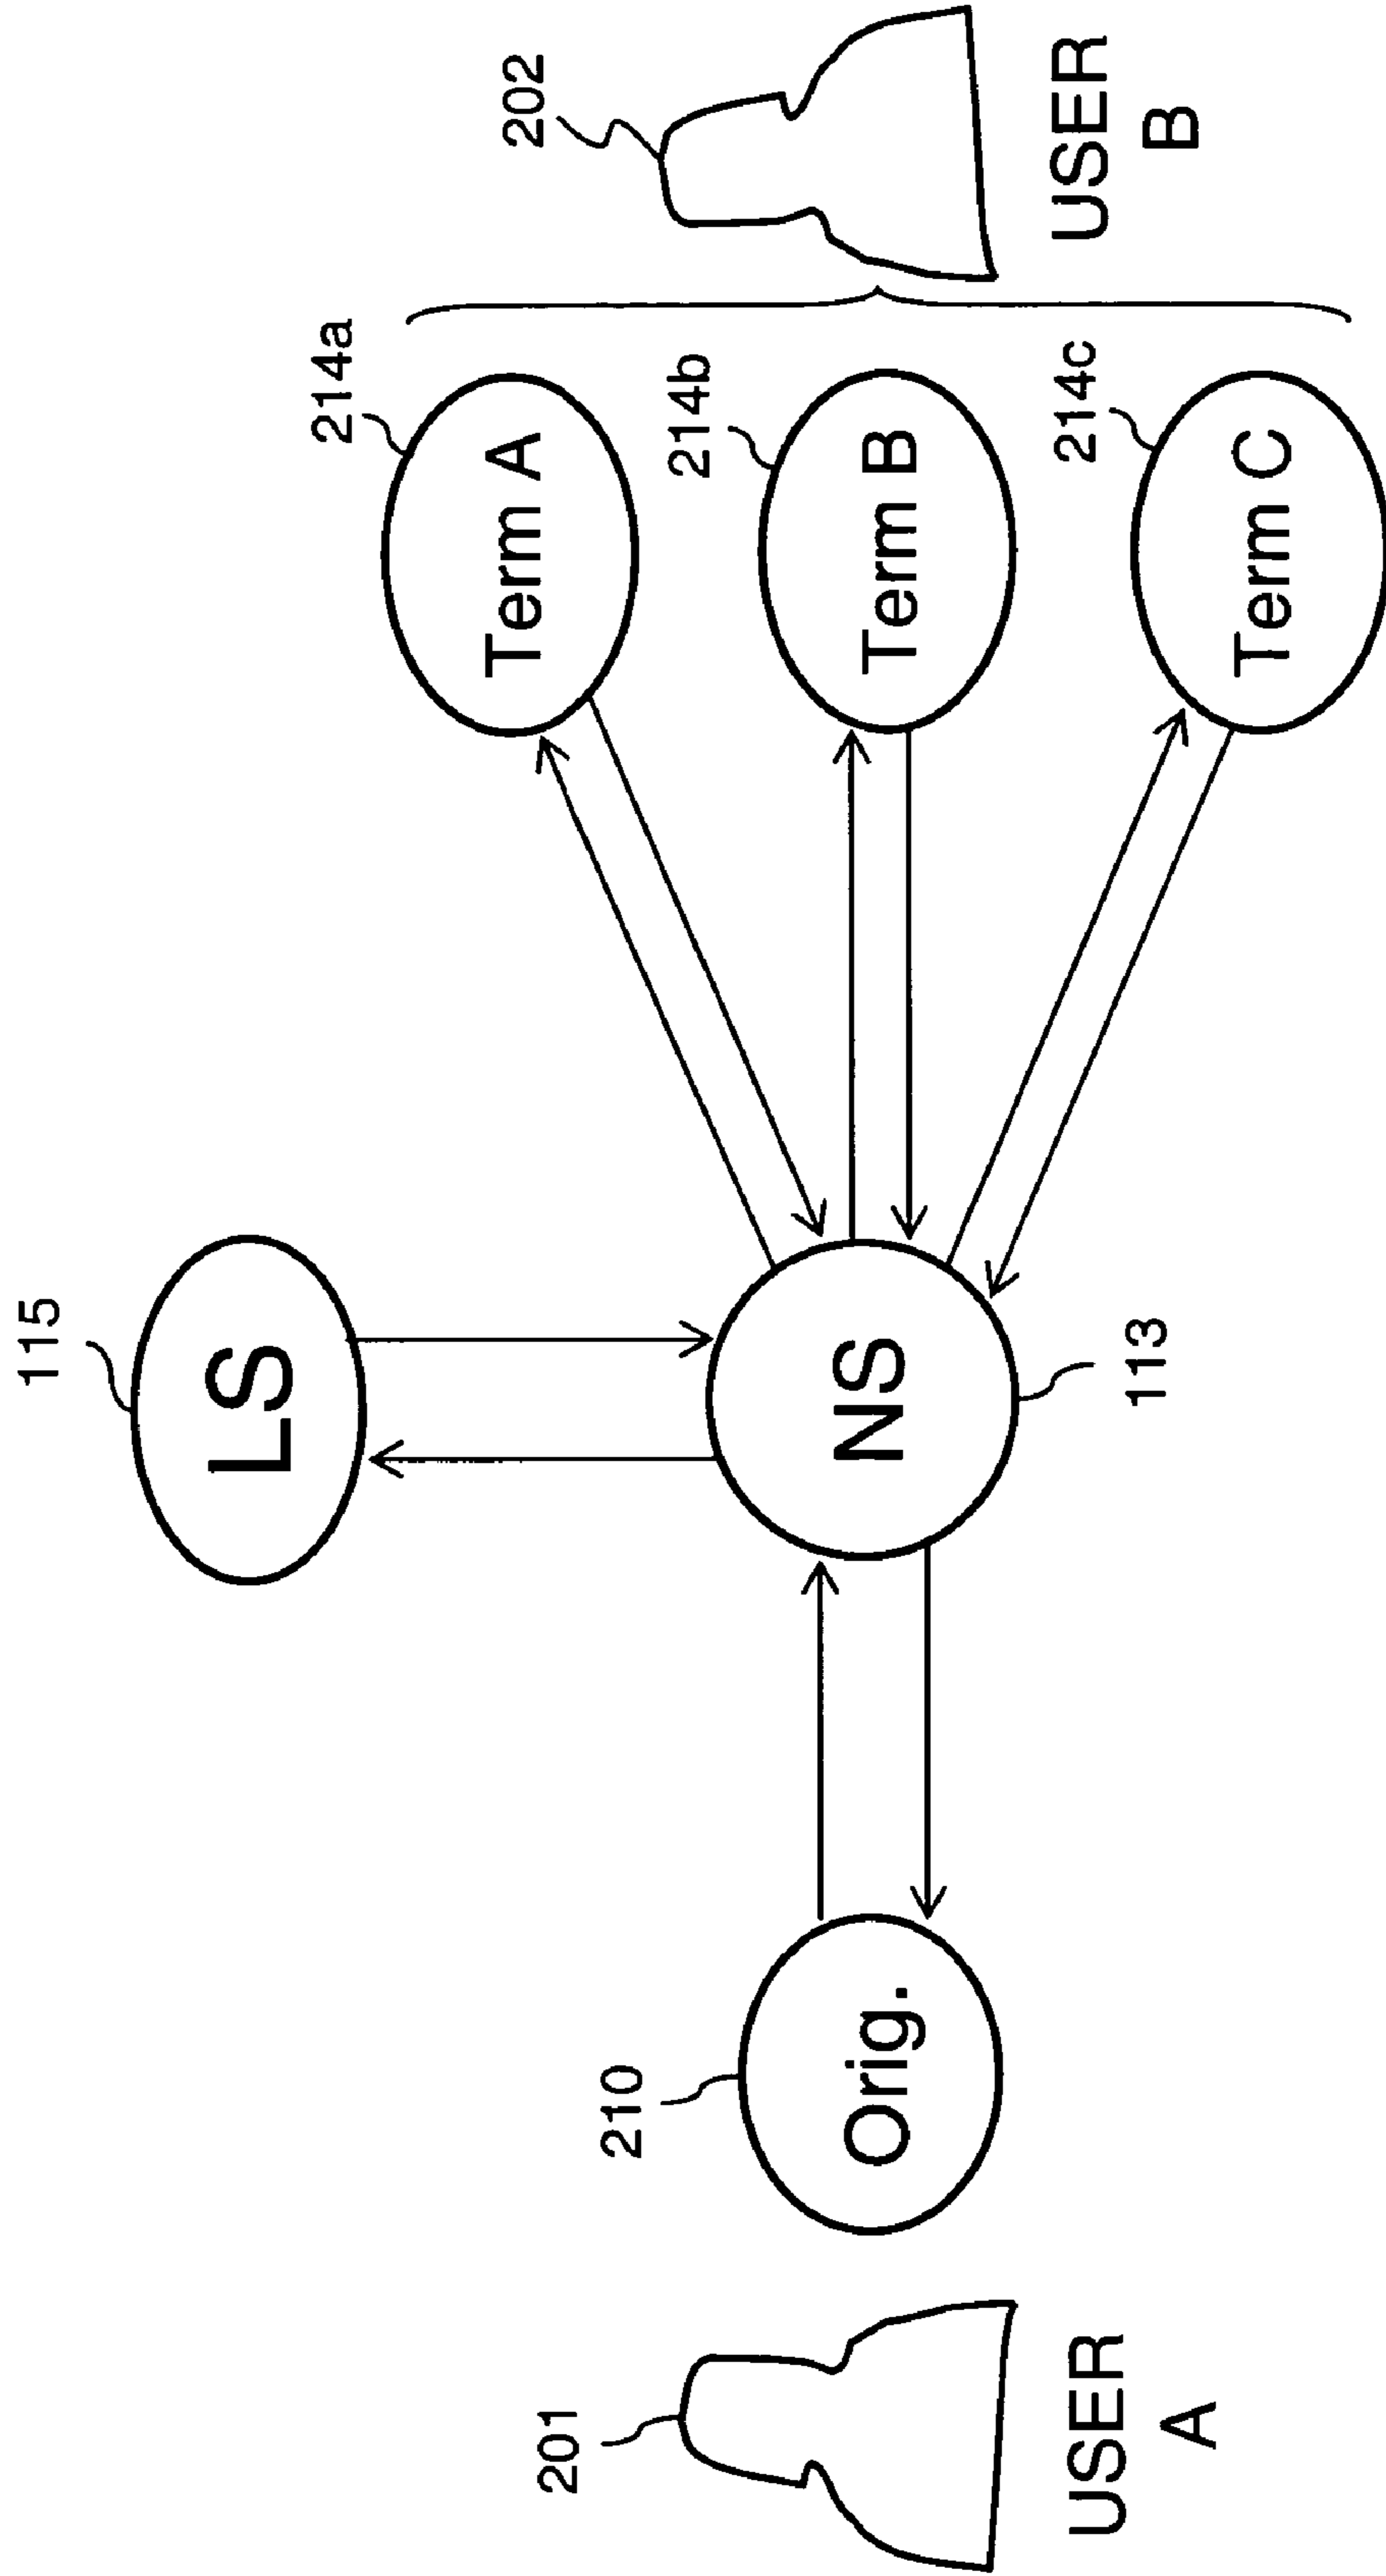 115
LS
202
214a
Term A
214b
Term B
214c
Term C
USER
B
NS
113
210
Orig.
201
USER
A